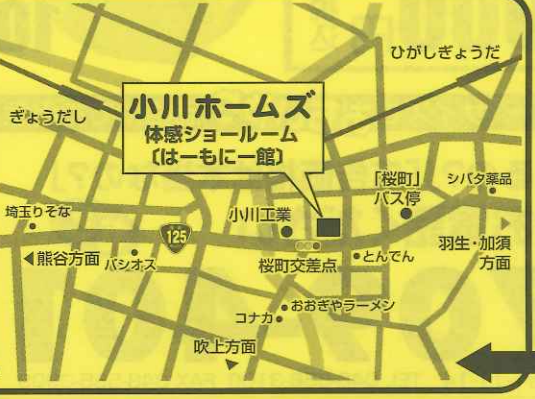 ひがしぎょうだ
ぎょうだし
小川ホームズ
体感ショールーム
〔はーもにー館〕
「桜町」
バス停
シバタ薬品
埼玉りそな
小川工業
125
羽生・加須
方面
熊谷方面
バシオス
桜町交差点
とんでん
おおぎやラーメン
コナカ
吹上方面